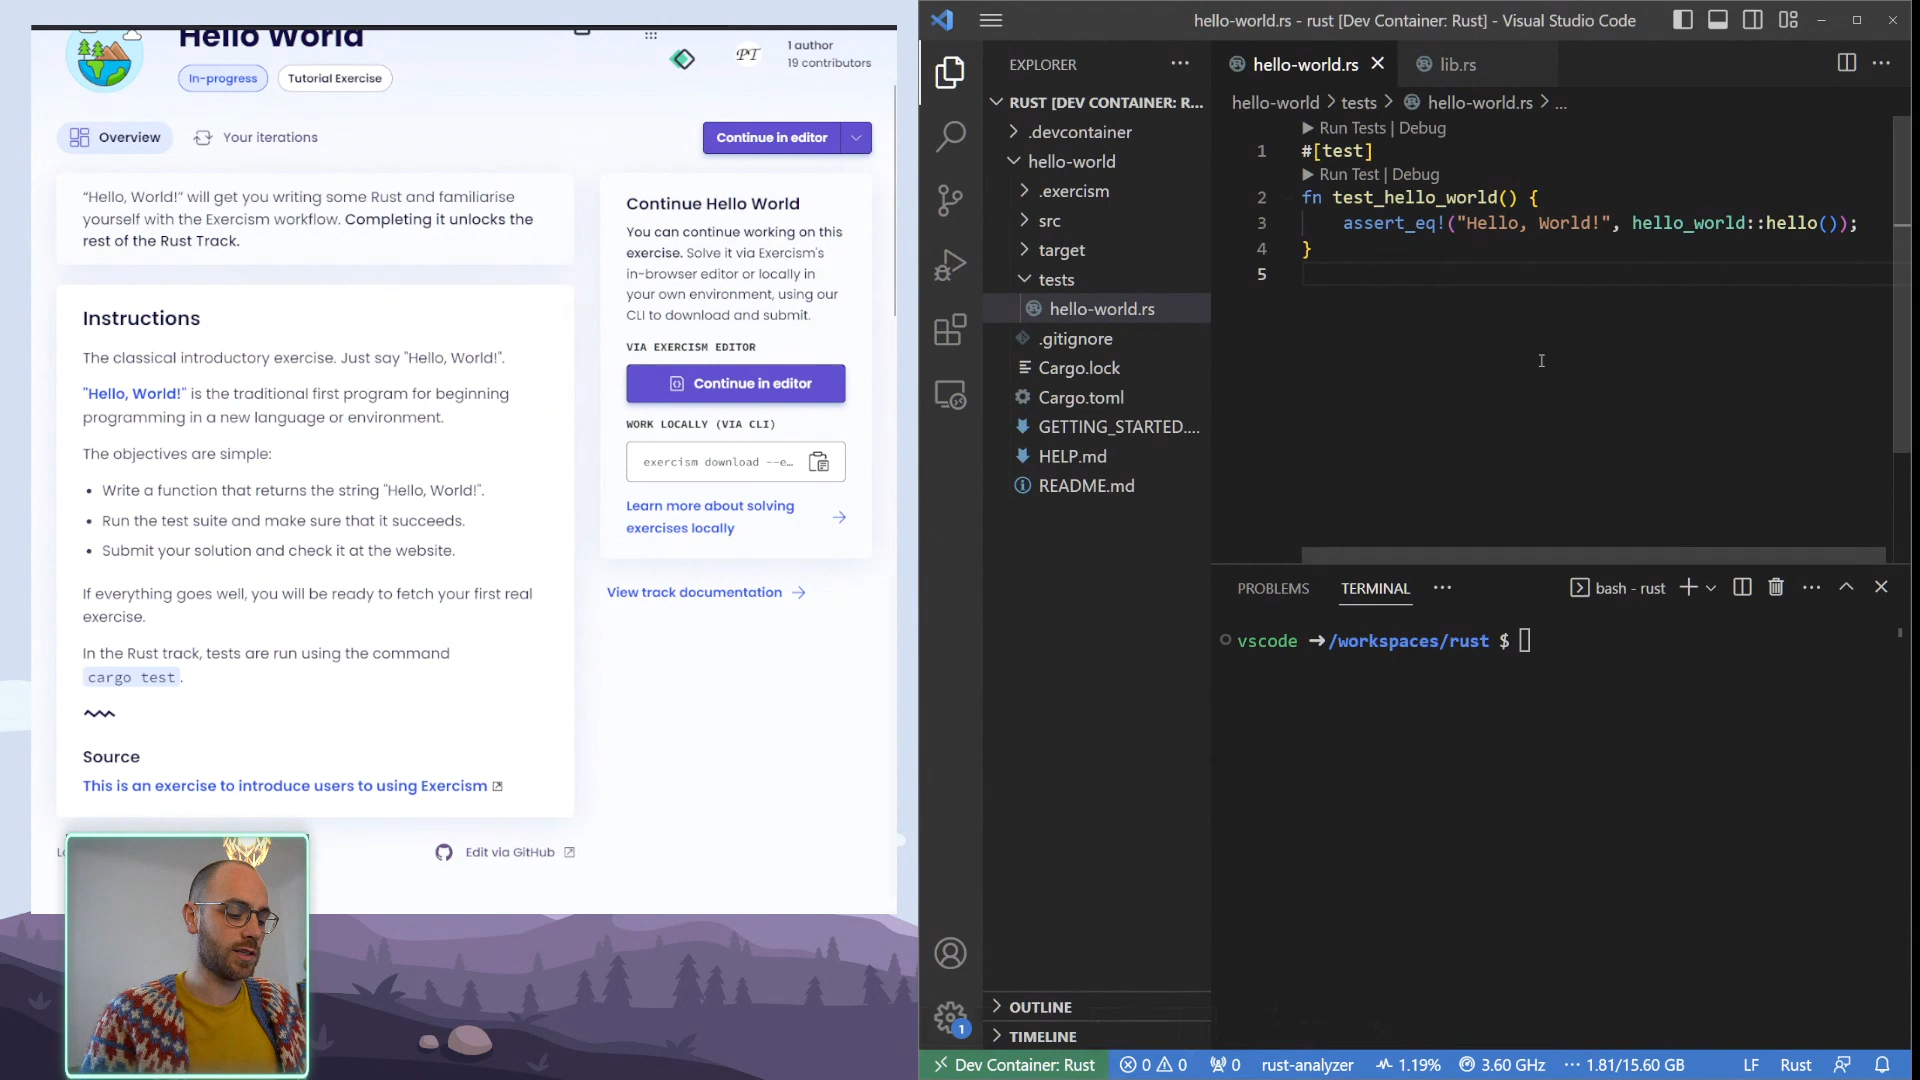 Hello World
In-progress
Tutorial Exercise
PT
1 author
19 contributors
Overview
Your iterations
Continue in editor
“Hello, World!” will get you writing some Rust and familiarise
yourself with the Exercism workflow. Completing it unlocks the
rest of the Rust Track.
Instructions
The classical introductory exercise. Just say "Hello, World!".
"Hello, World!" is the traditional first program for beginning
programming in a new language or environment.
The objectives are simple:
• Write a function that returns the string "Hello, World!".
• Run the test suite and make sure that it succeeds.
• Submit your solution and check it at the website.
If everything goes well, you will be ready to fetch your first real
exercise.
In the Rust track, tests are run using the command
cargo test.
Source
This is an exercise to introduce users to using Exercism
Edit via GitHub
Continue Hello World
You can continue working on this
exercise. Solve it via Exercism's
in-browser editor or locally in
your own environment, using our
CLI to download and submit.
VIA EXERCISM EDITOR
Continue in editor
WORK LOCALLY (VIA CLI)
exercism download --e…
Learn more about solving
exercises locally
View track documentation
hello-world.rs - rust [Dev Container: Rust] - Visual Studio Code
EXPLORER
RUST [DEV CONTAINER: R...
.devcontainer
hello-world
.exercism
src
target
tests
hello-world.rs
.gitignore
Cargo.lock
Cargo.toml
GETTING_STARTED....
HELP.md
README.md
OUTLINE
TIMELINE
1
hello-world.rs
lib.rs
hello-world > tests > hello-world.rs > ...
Run Tests | Debug
1 #[test]
Run Test | Debug
2 fn test_hello_world() {
3 assert_eq!("Hello, World!", hello_world::hello());
4 }
5
PROBLEMS
TERMINAL
bash - rust
vscode ➜ /workspaces/rust $
Dev Container: Rust
0
0
0
rust-analyzer
1.19%
3.60 GHz
1.81/15.60 GB
LF
Rust